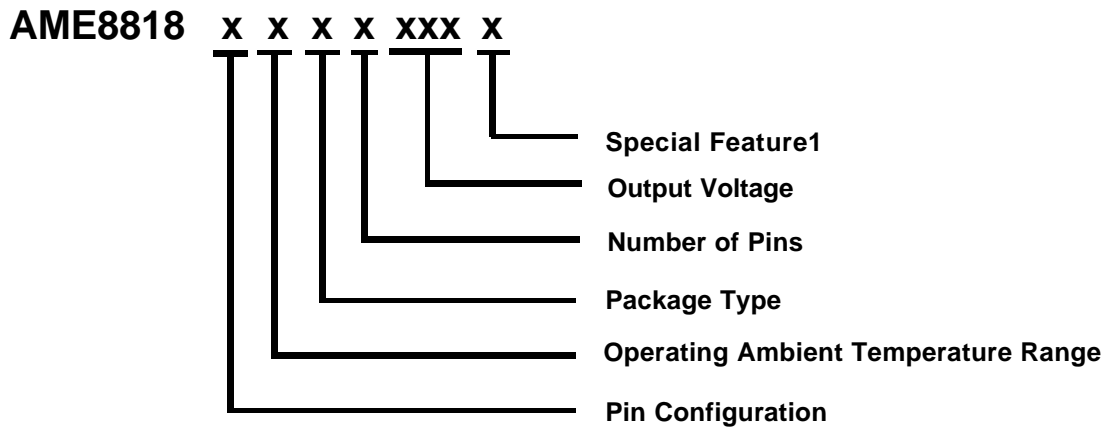 AME8818 x x x x xxx x
Special Feature1
Output Voltage
Number of Pins
Package Type
Operating Ambient Temperature Range
Pin Configuration